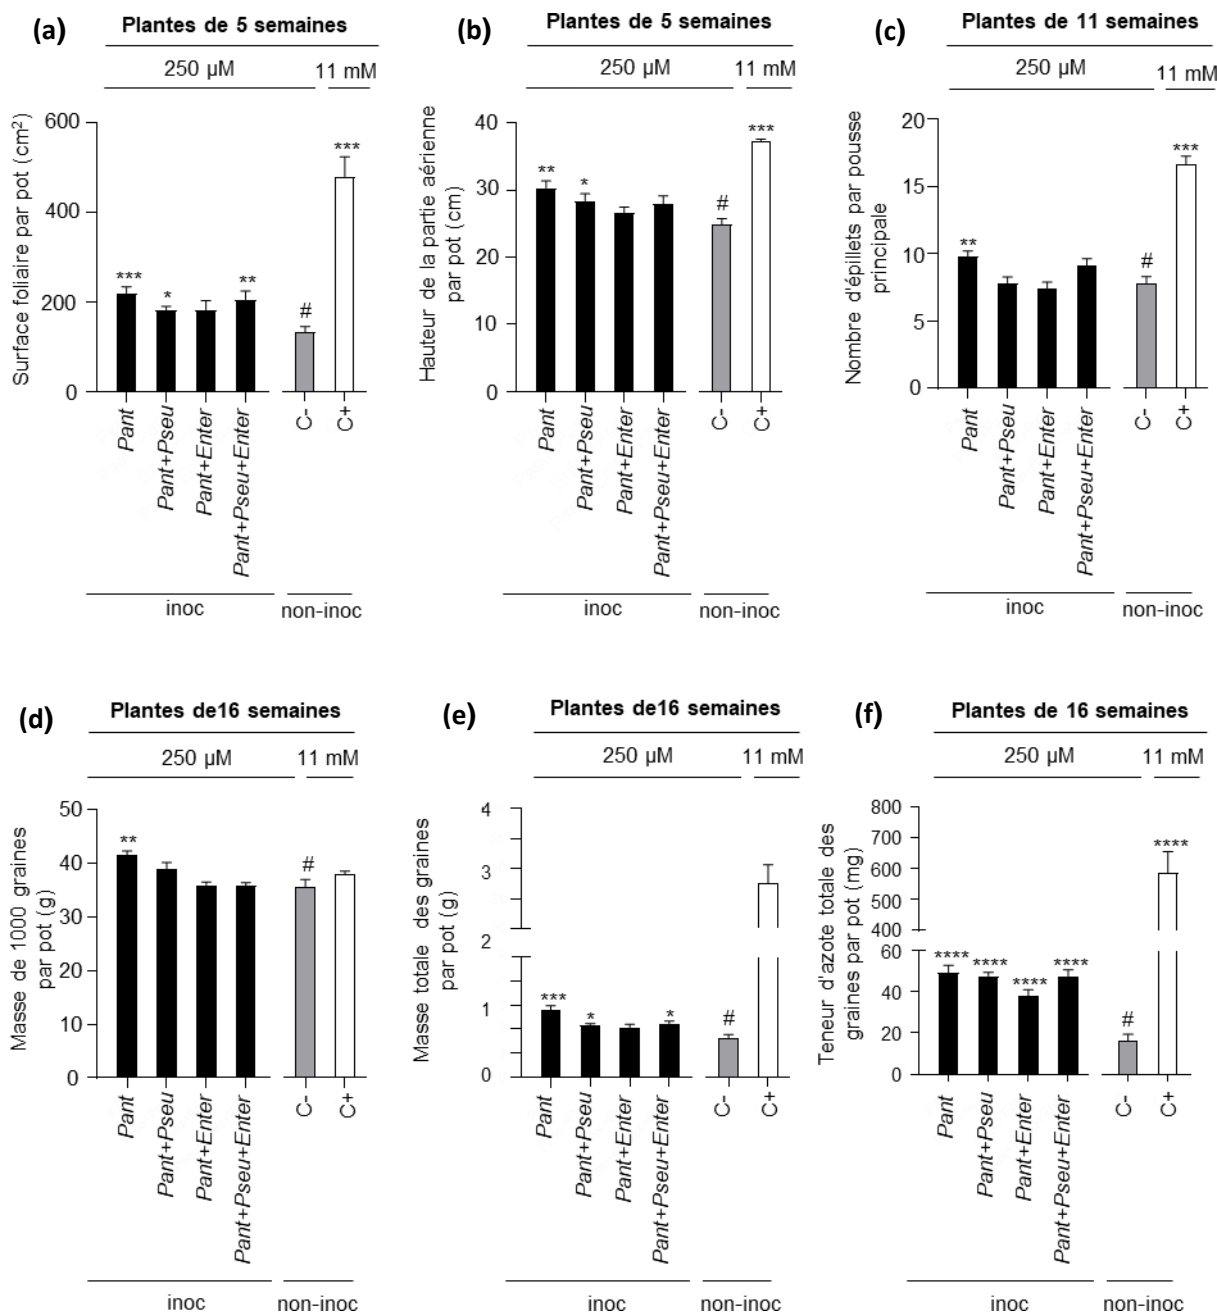 (a)
Plantes de 5 semaines
250 µM
11 mM
Surface foliaire par pot (cm²)
600
400
200
0
***
*
**
#
***
Pant
Pant+Pseu
Pant+Enter
Pant+Pseu+Enter
C-
C+
inoc
non-inoc
(b)
Plantes de 5 semaines
250 µM
11 mM
Hauteur de la partie aérienne
par pot (cm)
40
30
20
10
0
**
*
#
***
Pant
Pant+Pseu
Pant+Enter
Pant+Pseu+Enter
C-
C+
inoc
non-inoc
(c)
Plantes de 11 semaines
250 µM
11 mM
Nombre d'épillets par pousse
principale
20
15
10
5
0
**
#
***
Pant
Pant+Pseu
Pant+Enter
Pant+Pseu+Enter
C-
C+
inoc
non-inoc
(d)
Plantes de16 semaines
250 µM
11 mM
Masse de 1000 graines
par pot (g)
50
40
30
20
10
0
**
#
Pant
Pant+Pseu
Pant+Enter
Pant+Pseu+Enter
C-
C+
inoc
non-inoc
(e)
Plantes de16 semaines
250 µM
11 mM
Masse totale des graines
par pot (g)
4
3
2
2
1
0
***
*
*
#
Pant
Pant+Pseu
Pant+Enter
Pant+Pseu+Enter
C-
C+
inoc
non-inoc
(f)
Plantes de 16 semaines
250 µM
11 mM
Teneur d'azote totale des
graines par pot (mg)
800
700
600
500
400
60
40
20
0
****
****
****
****
#
****
Pant
Pant+Pseu
Pant+Enter
Pant+Pseu+Enter
C-
C+
inoc
non-inoc